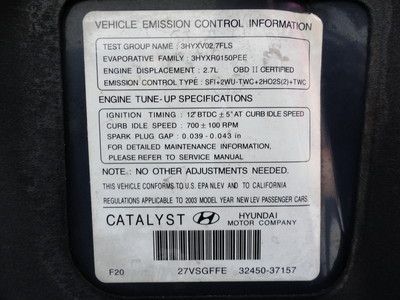 VEHICLE EMISSION CONTROL INFORMATION
TEST GROUP NAME : 3HYXV02.7FLS
EVAPORATIVE FAMILY : 3HYXR0150PEE
ENGINE DISPLACEMENT : 2.7L OBD II CERTIFIED
EMISSION CONTROL TYPE : SFI+2WU-TWC+2HO2S(2)+TWC
ENGINE TUNE-UP SPECIFICATIONS
IGNITION TIMING : 12°BTDC ± 5° AT CURB IDLE SPEED
CURB IDLE SPEED : 700 ± 100 RPM
SPARK PLUG GAP : 0.039 - 0.043 in
FOR DETAILED MAINTENANCE INFORMATION,
PLEASE REFER TO SERVICE MANUAL
NOTE: NO OTHER ADJUSTMENTS NEEDED
THIS VEHICLE CONFORMS TO U.S. EPA NLEV AND TO CALIFORNIA
REGULATIONS APPLICABLE TO 2003 MODEL YEAR NEW LEV PASSENGER CARS
CATALYST HYUNDAI
MOTOR COMPANY
F20 27VSGFFE 32450-37157